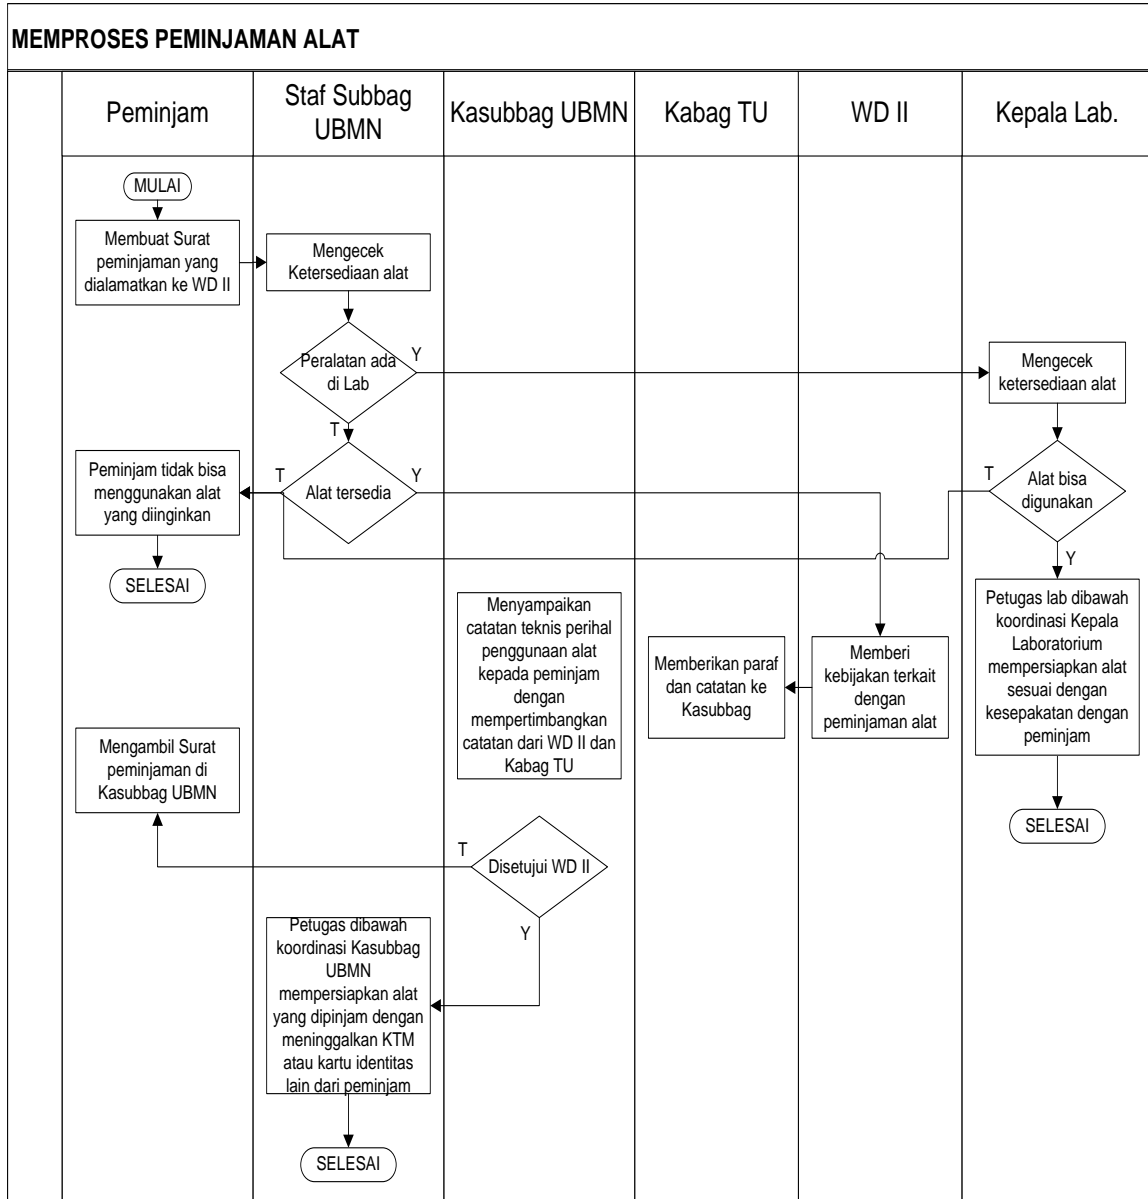 MEMPROSES PEMINJAMAN ALAT
Peminjam
Staf Subbag
UBMN
Kasubbag UBMN
Kabag TU
WD II
Kepala Lab.
MULAI
Membuat Surat
peminjaman yang
dialamatkan ke WD II
Mengecek
Ketersediaan alat
Peralatan ada
di Lab
Y
T
Mengecek
ketersediaan alat
Peminjam tidak bisa
menggunakan alat
yang diinginkan
T
Alat tersedia
Y
T
Alat bisa
digunakan
Y
SELESAI
Menyampaikan
catatan teknis perihal
penggunaan alat
kepada peminjam
dengan
mempertimbangkan
catatan dari WD II dan
Kabag TU
Memberikan paraf
dan catatan ke
Kasubbag
Memberi
kebijakan terkait
dengan
peminjaman alat
Petugas lab dibawah
koordinasi Kepala
Laboratorium
mempersiapkan alat
sesuai dengan
kesepakatan dengan
peminjam
Mengambil Surat
peminjaman di
Kasubbag UBMN
SELESAI
T
Disetujui WD II
Y
Petugas dibawah
koordinasi Kasubbag
UBMN
mempersiapkan alat
yang dipinjam dengan
meninggalkan KTM
atau kartu identitas
lain dari peminjam
SELESAI